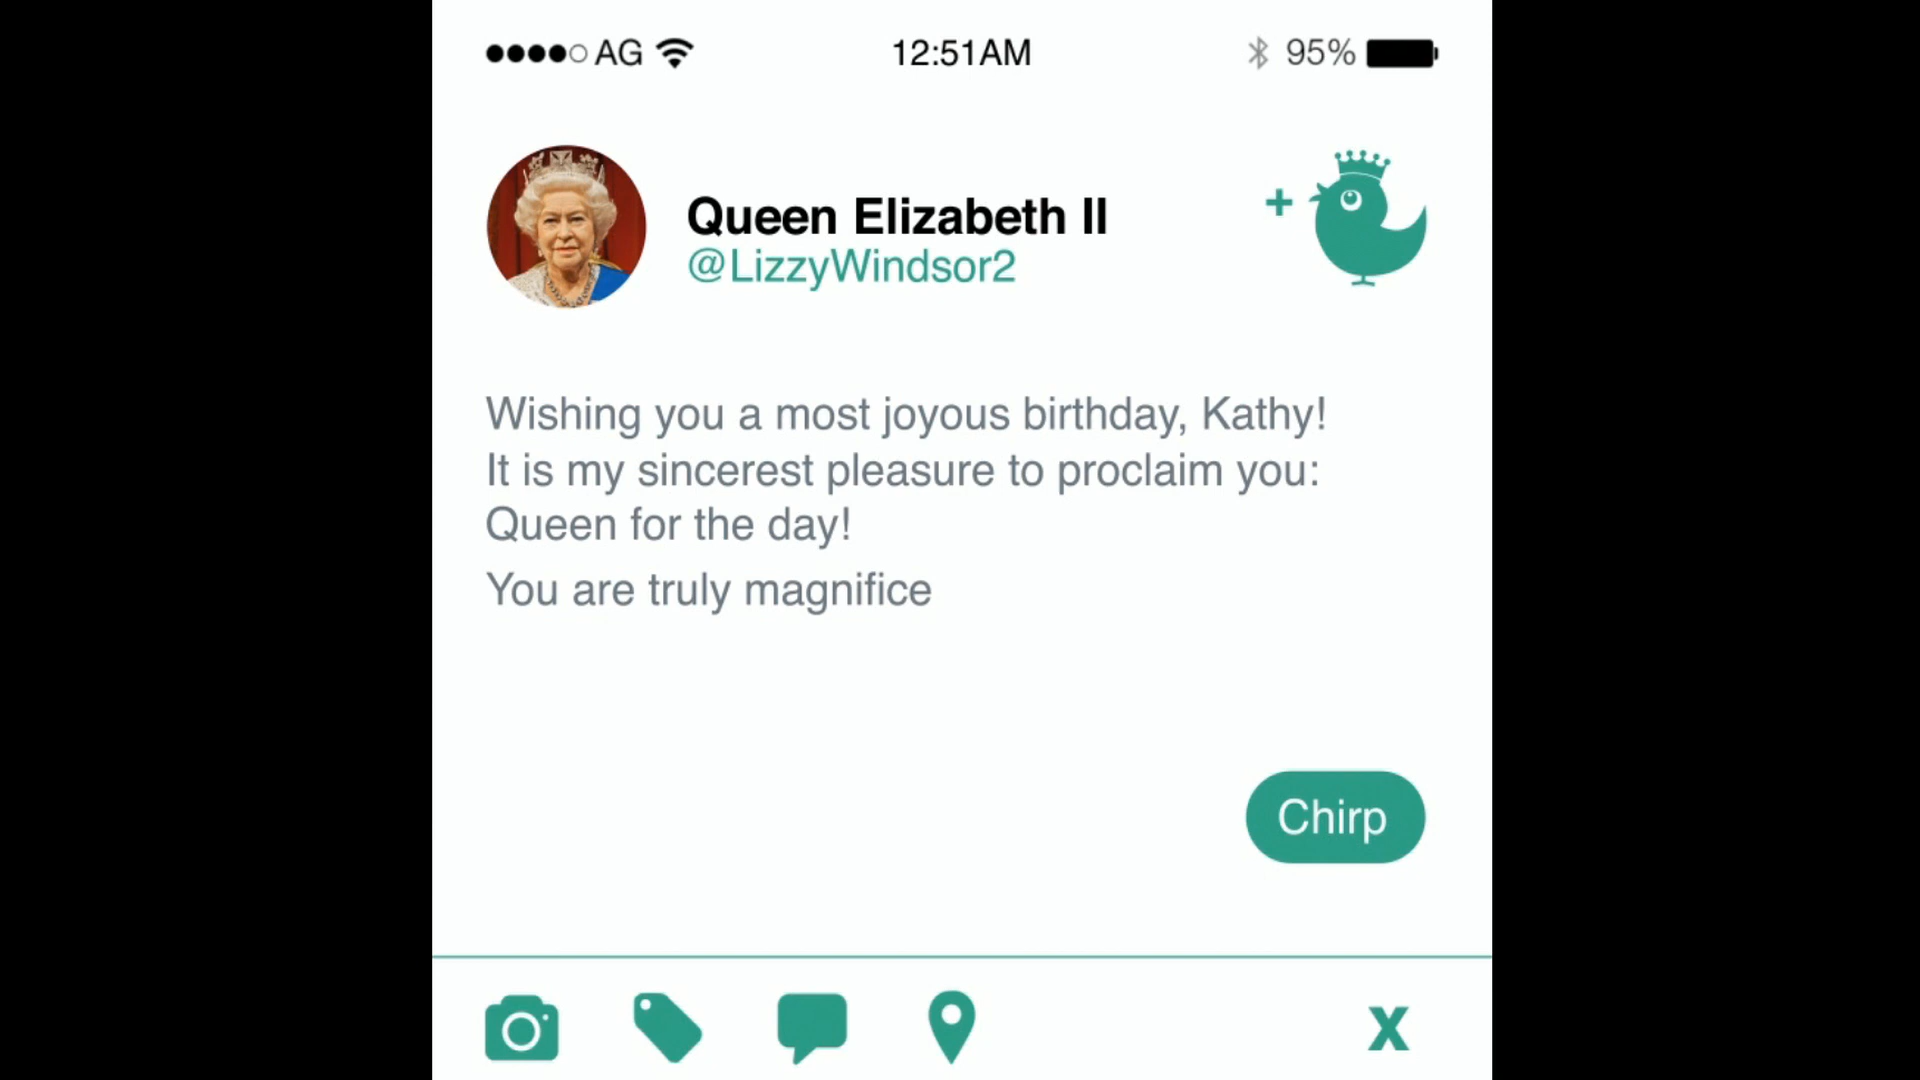 AG 12:51AM 95%
Queen Elizabeth II
@LizzyWindsor2
Wishing you a most joyous birthday, Kathy!
It is my sincerest pleasure to proclaim you:
Queen for the day!
You are truly magnifice
Chirp
X